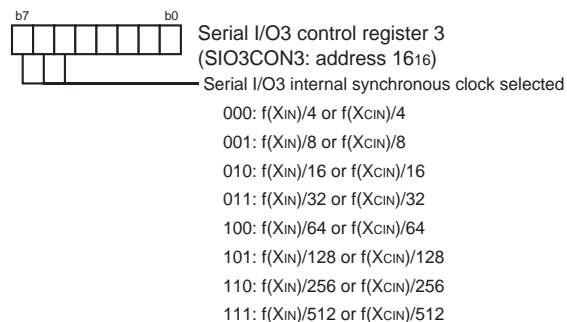 b7 b0 Serial I/O3 control register 3
(SIO3CON3: address 1616)
Serial I/O3 internal synchronous clock selected
000: f(XIN)/4 or f(XCIN)/4
001: f(XIN)/8 or f(XCIN)/8
010: f(XIN)/16 or f(XCIN)/16
011: f(XIN)/32 or f(XCIN)/32
100: f(XIN)/64 or f(XCIN)/64
101: f(XIN)/128 or f(XCIN)/128
110: f(XIN)/256 or f(XCIN)/256
111: f(XIN)/512 or f(XCIN)/512